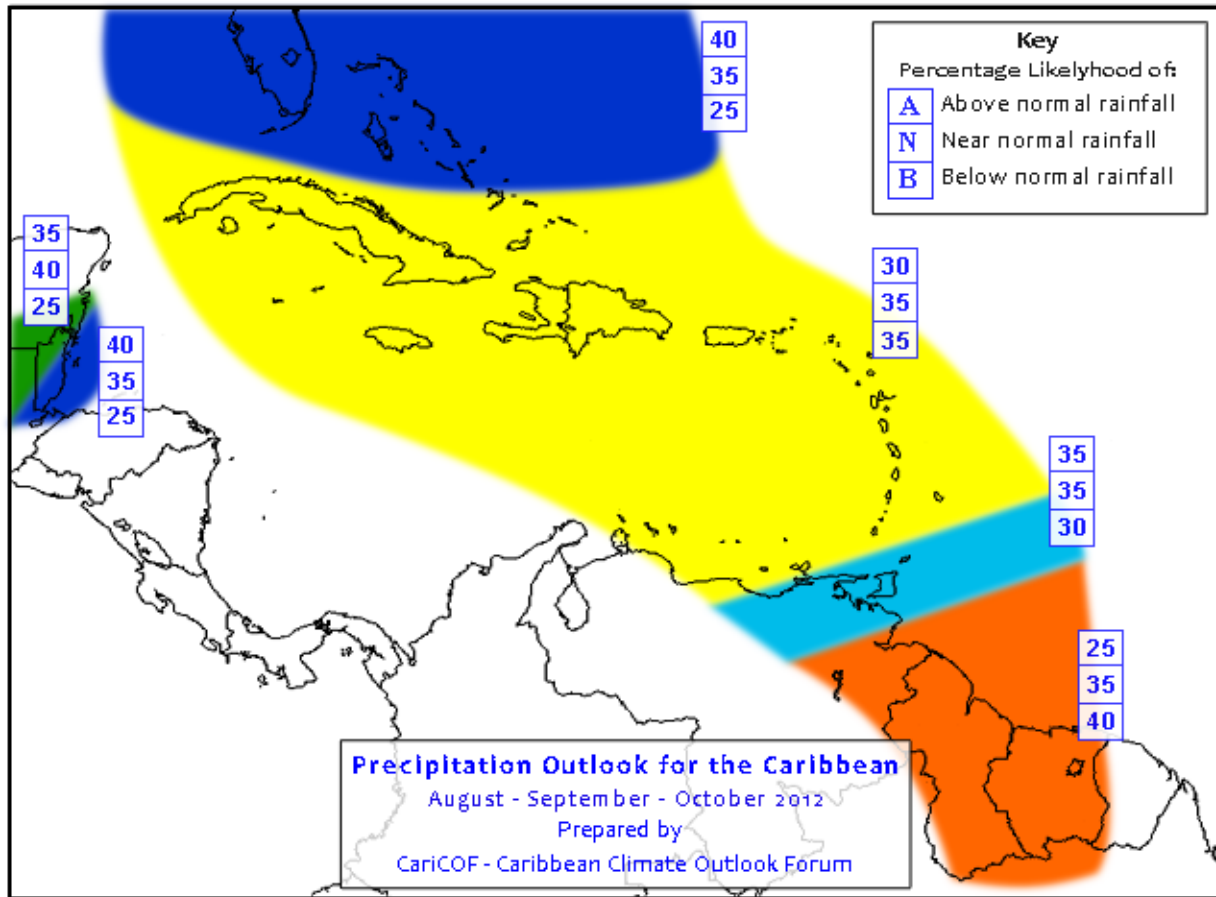 40
35
25
Key
Percentage Likelyhood of:
A Above normal rainfall
N Near normal rainfall
B Below normal rainfall
35
40
25
30
35
35
40
35
25
35
35
30
25
35
40
Precipitation Outlook for the Caribbean
August - September - October 2012
Prepared by
CariCOF - Caribbean Climate Outlook Forum